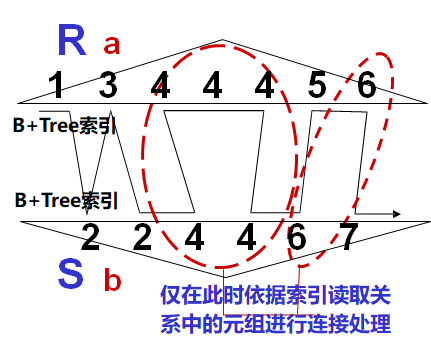 R a
1 3 4 4 4 5 6
B+Tree索引
B+Tree索引
2 2 4 4 6 7
S b
仅在此时依据索引读取关
系中的元组进行连接处理